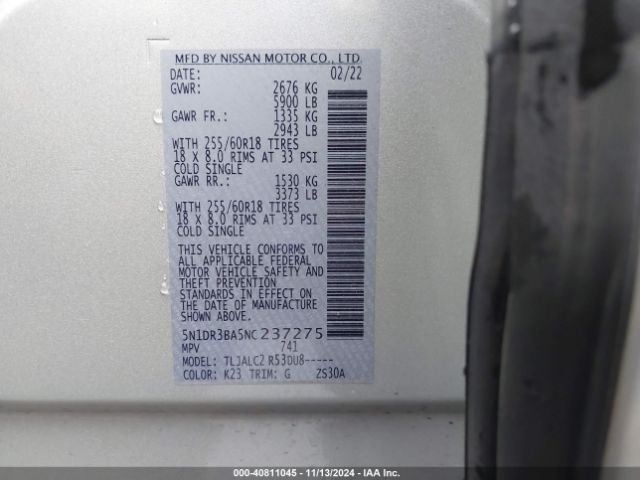 MFD BY NISSAN MOTOR CO., LTD
DATE: 02/22
GVWR: 2676 KG
5900 LB
GAWR FR.: 1335 KG
2943 LB
WITH 255/60R18 TIRES
18 X 8.0 RIMS AT 33 PSI
COLD SINGLE
GAWR RR.: 1530 KG
3373 LB
WITH 255/60R18 TIRES
18 X 8.0 RIMS AT 33 PSI
COLD SINGLE
THIS VEHICLE CONFORMS TO
ALL APPLICABLE FEDERAL
MOTOR VEHICLE SAFETY AND
THEFT PREVENTION
STANDARDS IN EFFECT ON
THE DATE OF MANUFACTURE
SHOWN ABOVE.
5N1DR3BA5NC237275
MPV 741
MODEL: TLJALC2 R53DU8-----
COLOR: K23 TRIM: G ZS30A
000-40811045 - 11/13/2024 - IAA Inc.